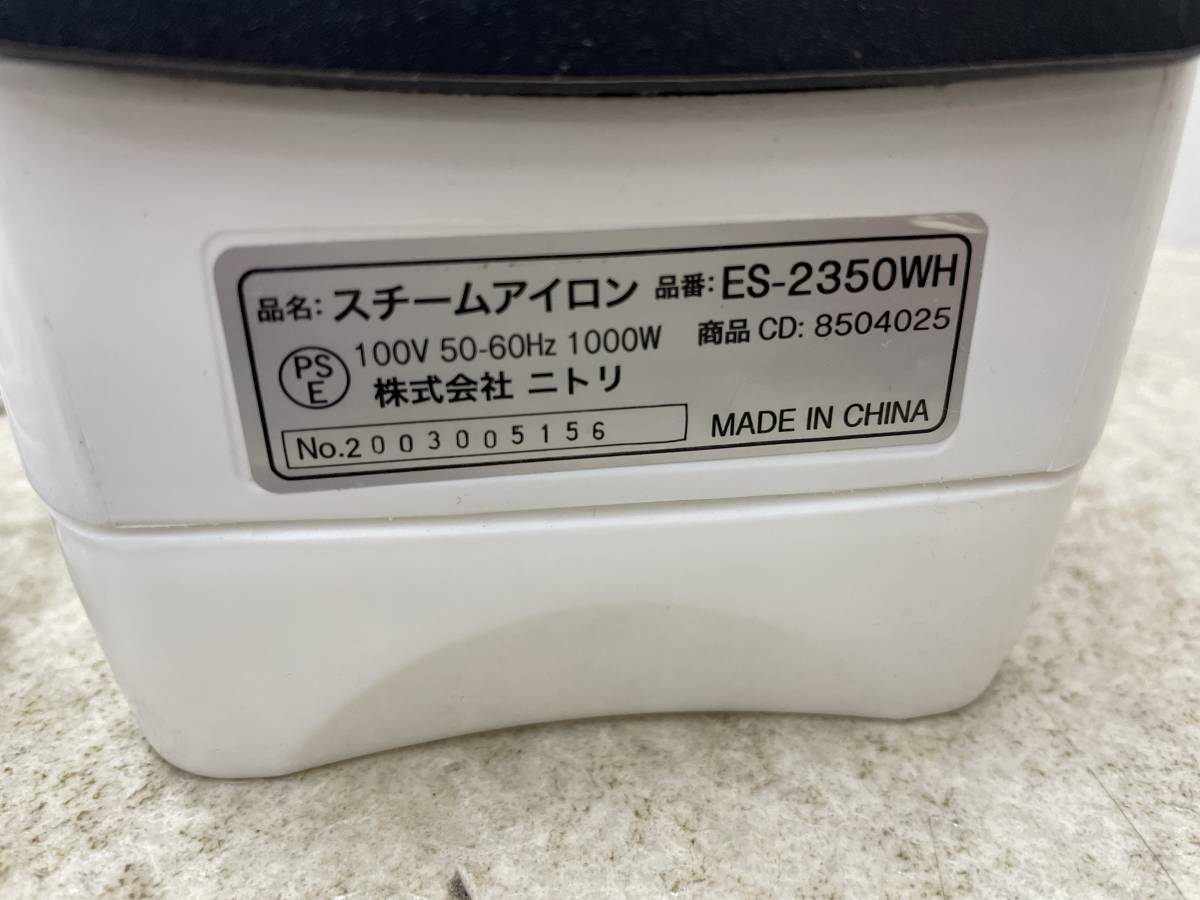 品名: スチームアイロン 品番: ES-2350WH
PS E 100V 50-60Hz 1000W 商品 CD: 8504025
株式会社 ニトリ
No.2003005156 MADE IN CHINA